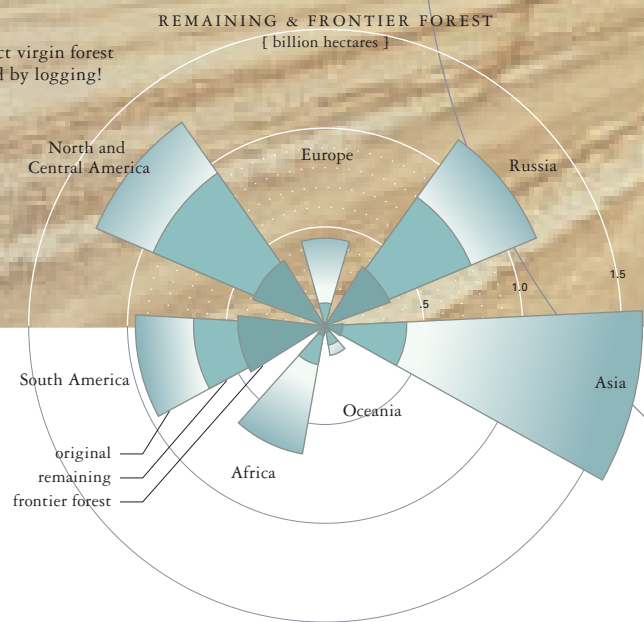 REMAINING & FRONTIER FOREST
[ billion hectares ]
ct virgin forest
d by logging!
North and
Central America
Europe
Russia
1.5
1.0
.5
South America
Asia
Oceania
original
remaining
frontier forest
Africa